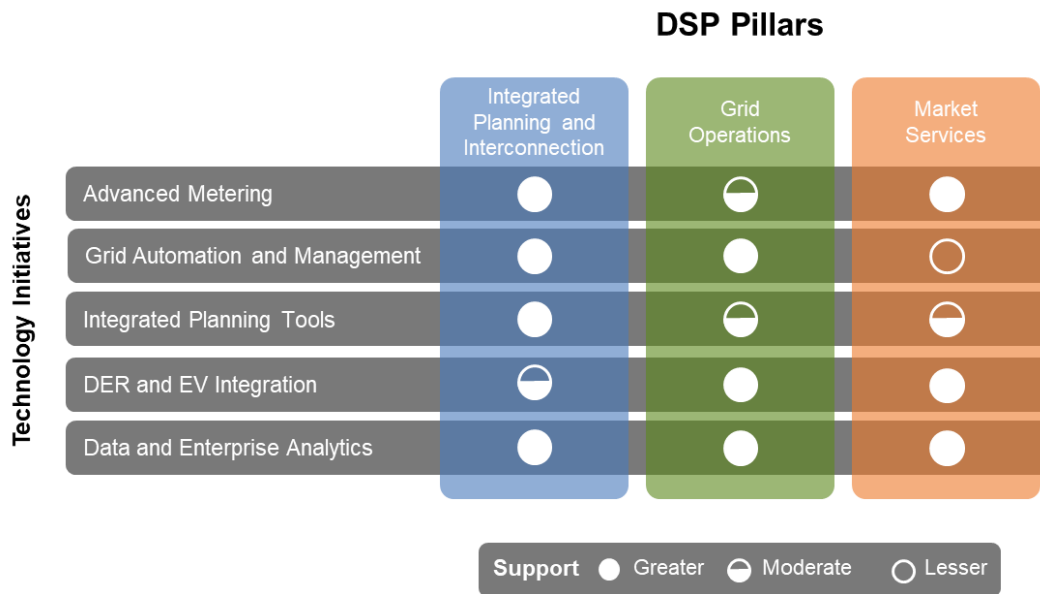 DSP Pillars
Integrated
Planning and
Interconnection
Grid
Operations
Market
Services
Technology Initiatives
Advanced Metering
Grid Automation and Management
Integrated Planning Tools
DER and EV Integration
Data and Enterprise Analytics
Support Greater Moderate Lesser